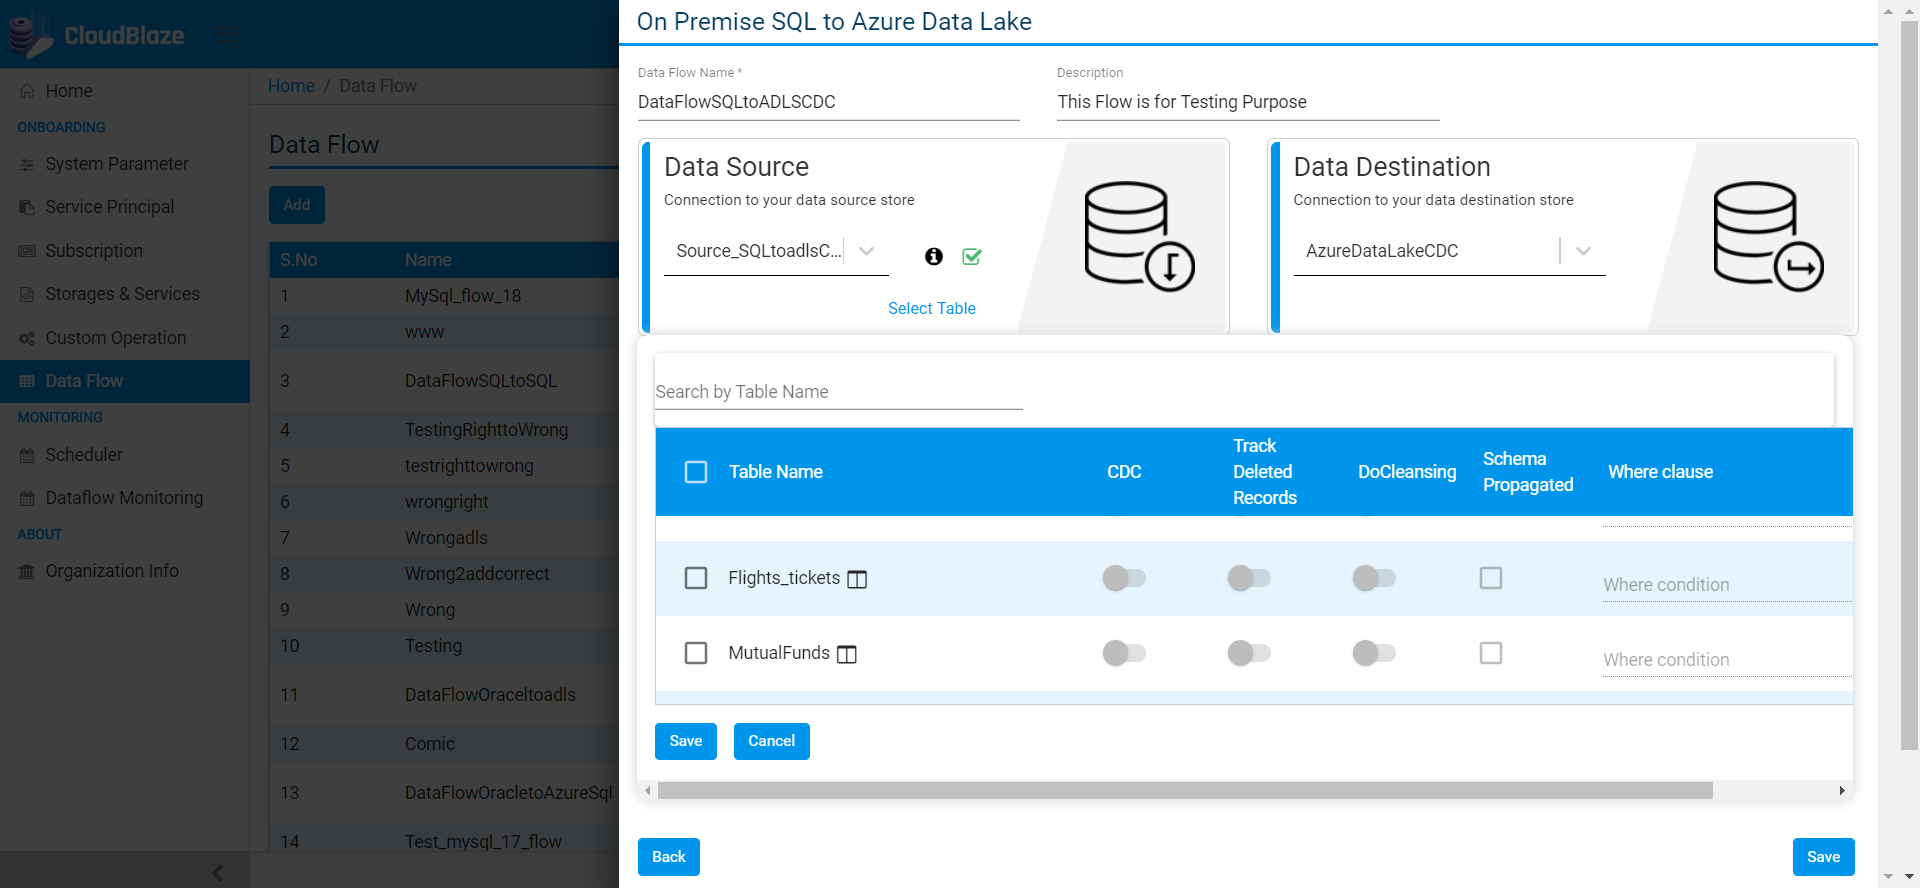 CloudBlaze
Home
ONBOARDING
System Parameter
Service Principal
Subscription
Storages & Services
Custom Operation
Data Flow
MONITORING
Scheduler
Dataflow Monitoring
ABOUT
Organization Info
Home / Data Flow
Data Flow
Add
S.No Name
1 MySql_flow_18
2 www
3 DataFlowSQLtoSQL
4 TestingRighttoWrong
5 testrighttowrong
6 wrongright
7 Wrongadls
8 Wrong2addcorrect
9 Wrong
10 Testing
11 DataFlowOraceltoadls
12 Comic
13 DataFlowOracletoAzureSql
14 Test_mysql_17_flow
On Premise SQL to Azure Data Lake
Data Flow Name * Description
DataFlowSQLtoADLSCDC This Flow is for Testing Purpose
Data Source
Connection to your data source store
Source_SQLtoadlsC...
Select Table
Data Destination
Connection to your data destination store
AzureDataLakeCDC
Search by Table Name
Table Name CDC Track Deleted Records DoCleansing Schema Propagated Where clause
Flights_tickets Where condition
MutualFunds Where condition
Save Cancel
Back Save